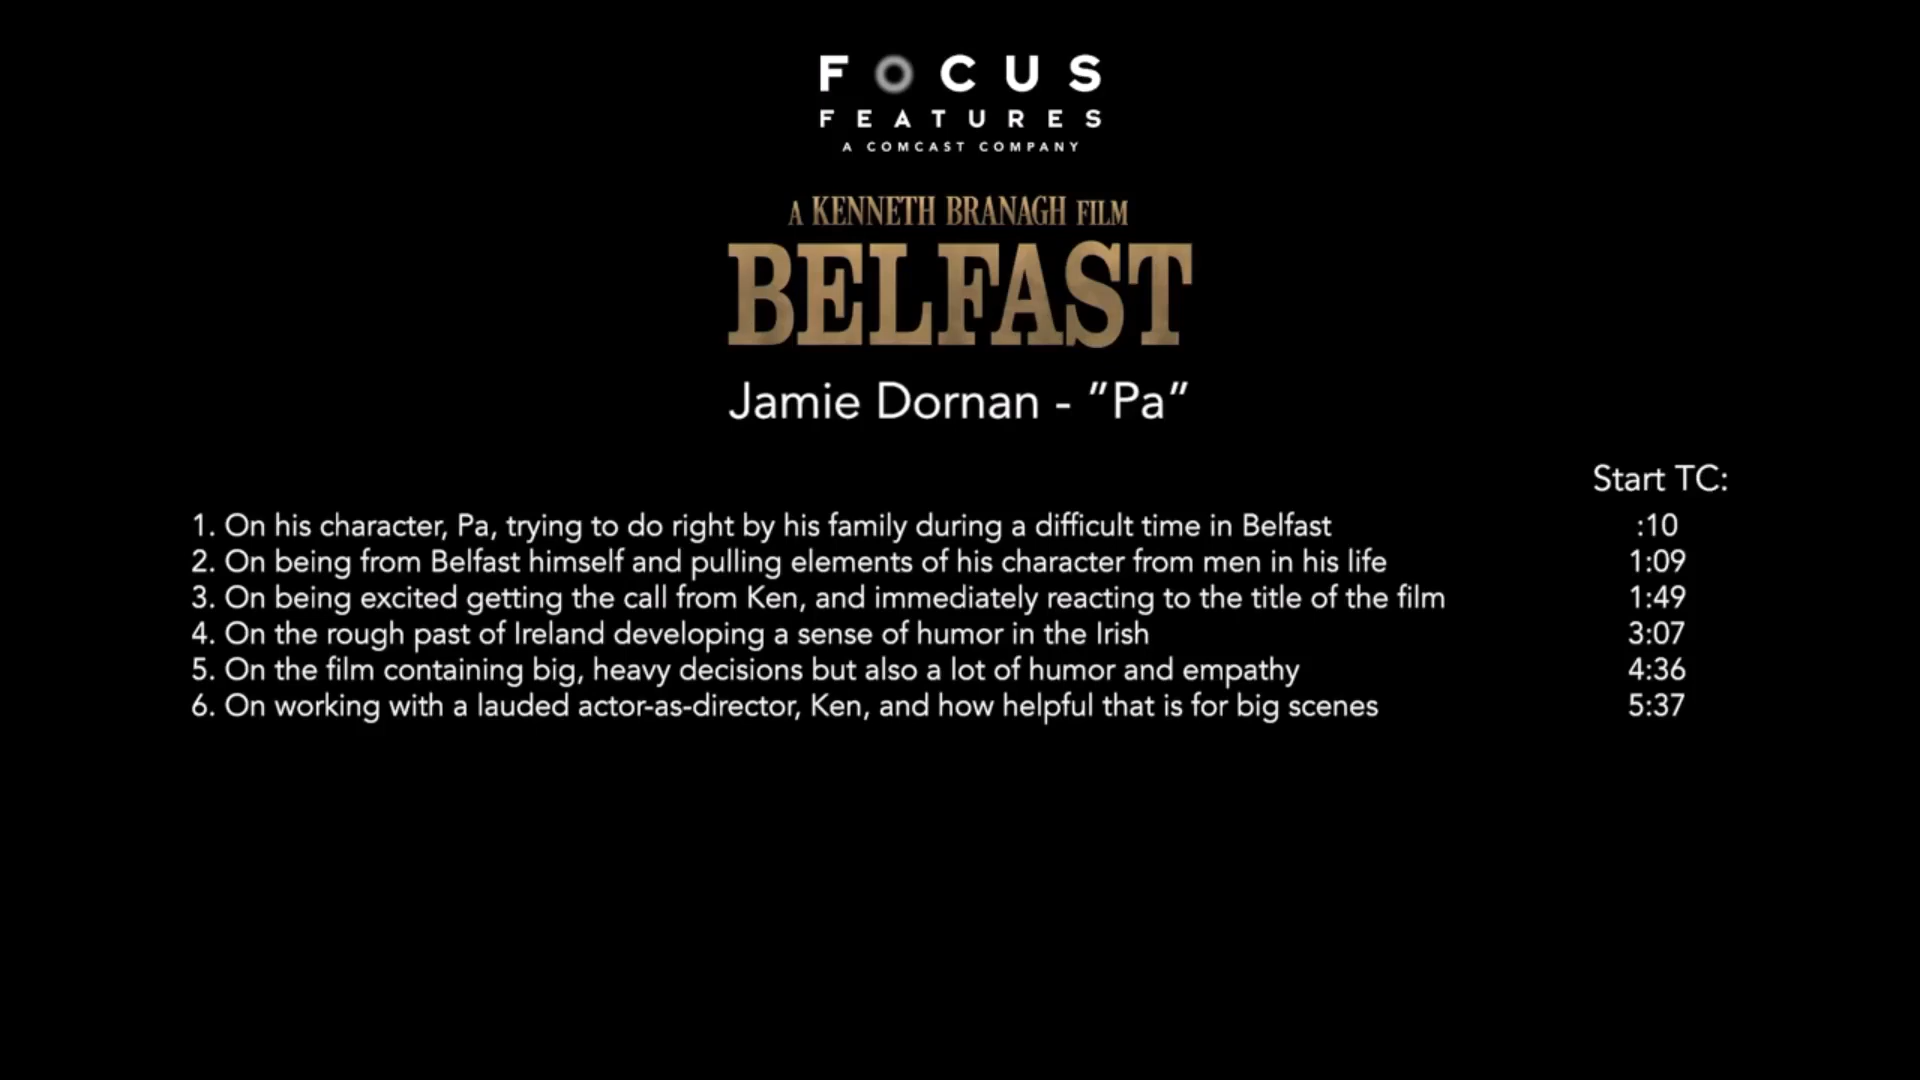 FOCUS
FEATURES
A COMCAST COMPANY
A KENNETH BRANAGH FILM
BELFAST
Jamie Dornan - "Pa"
Start TC:
1. On his character, Pa, trying to do right by his family during a difficult time in Belfast :10
2. On being from Belfast himself and pulling elements of his character from men in his life 1:09
3. On being excited getting the call from Ken, and immediately reacting to the title of the film 1:49
4. On the rough past of Ireland developing a sense of humor in the Irish 3:07
5. On the film containing big, heavy decisions but also a lot of humor and empathy 4:36
6. On working with a lauded actor-as-director, Ken, and how helpful that is for big scenes 5:37